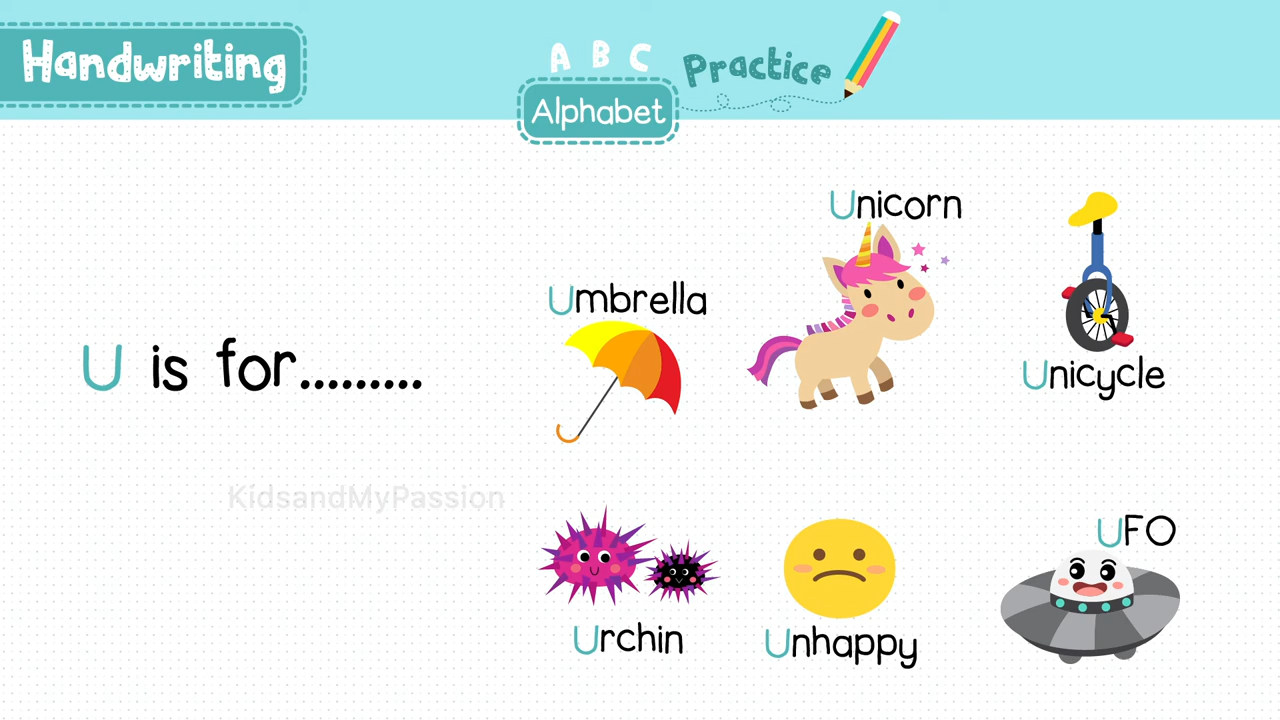 Handwriting
A B C
Practice
Alphabet
Unicorn
Umbrella
U is for.........
Unicycle
KidsandMyPassion
UFO
Urchin
Unhappy